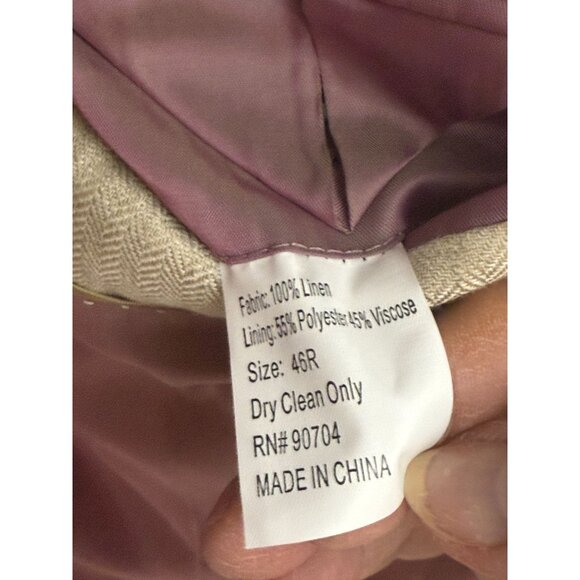 Fabric: 100% Linen
Lining: 55% Polyester 45% Viscose
Size: 46R
Dry Clean Only
RN# 90704
MADE IN CHINA